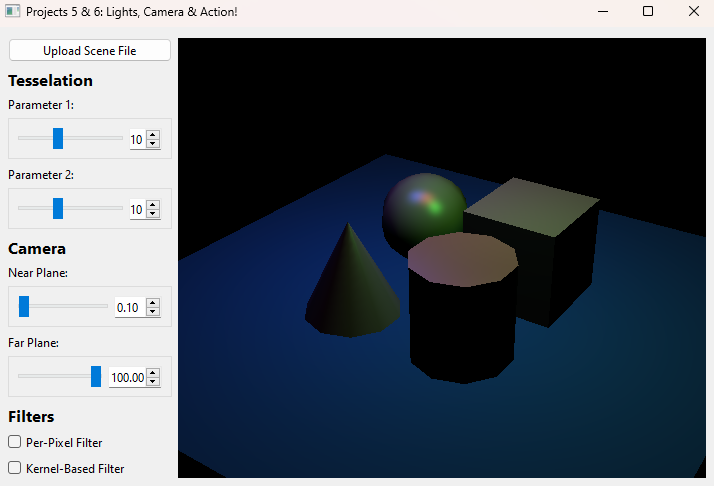 Projects 5 & 6: Lights, Camera & Action!
Upload Scene File
Tesselation
Parameter 1:
10
Parameter 2:
10
Camera
Near Plane:
0.10
Far Plane:
100.00
Filters
Per-Pixel Filter
Kernel-Based Filter